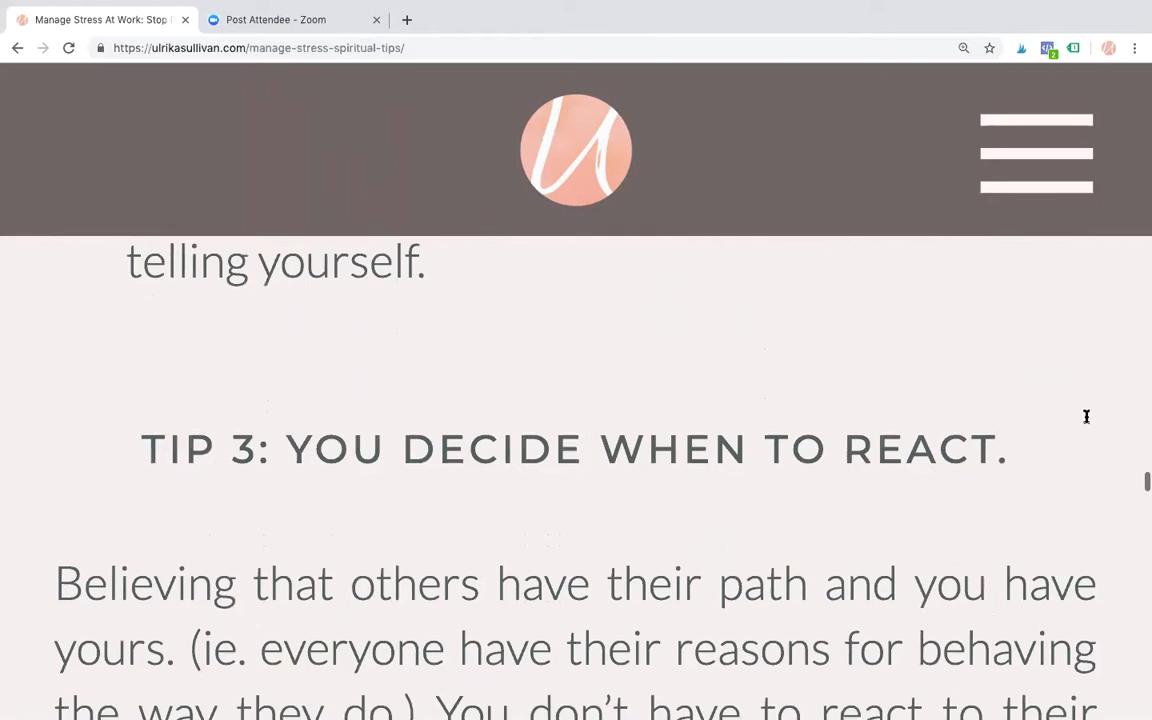 Manage Stress At Work: Stop
Post Attendee - Zoom
https://ulrikasullivan.com/manage-stress-spiritual-tips/
2
U
telling yourself.
TIP 3: YOU DECIDE WHEN TO REACT.
Believing that others have their path and you have
yours. (ie. everyone have their reasons for behaving
the way they do.) You don't have to react to their